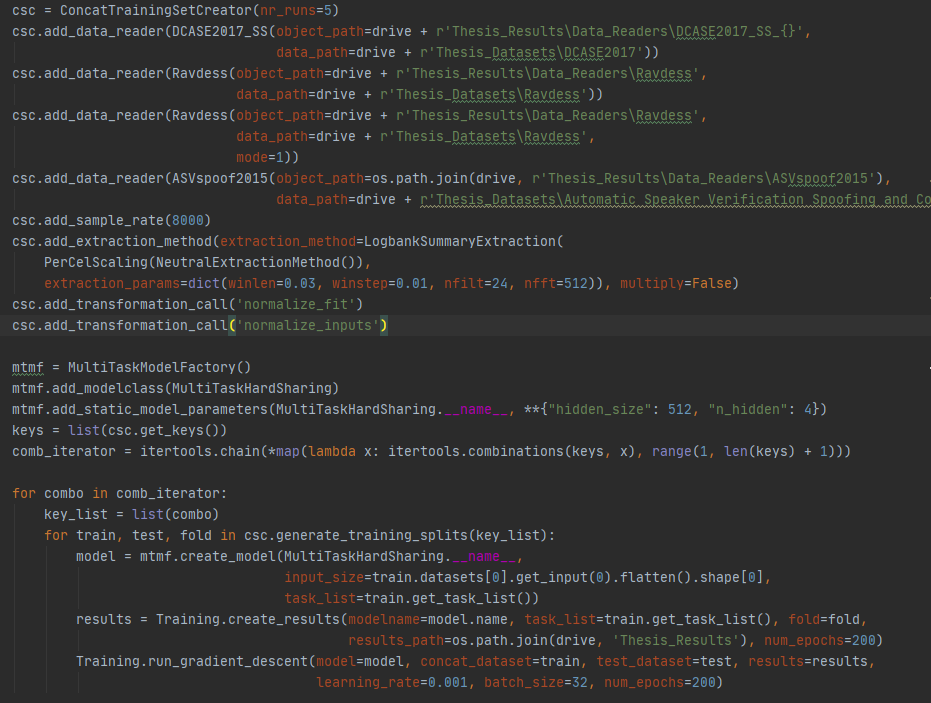 csc = ConcatTrainingSetCreator(nr_runs=5)
csc.add_data_reader(DCASE2017_SS(object_path=drive + r'Thesis_Results\Data_Readers\DCASE2017_SS_{}',
                                 data_path=drive + r'Thesis_Datasets\DCASE2017'))
csc.add_data_reader(Ravdess(object_path=drive + r'Thesis_Results\Data_Readers\Ravdess',
                            data_path=drive + r'Thesis_Datasets\Ravdess'))
csc.add_data_reader(Ravdess(object_path=drive + r'Thesis_Results\Data_Readers\Ravdess',
                            data_path=drive + r'Thesis_Datasets\Ravdess',
                            mode=1))
csc.add_data_reader(ASVspoof2015(object_path=os.path.join(drive, r'Thesis_Results\Data_Readers\ASVspoof2015'),
                                 data_path=drive + r'Thesis_Datasets\Automatic Speaker Verification Spoofing and Co
csc.add_sample_rate(8000)
csc.add_extraction_method(extraction_method=LogbankSummaryExtraction(
    PerCelScaling(NeutralExtractionMethod()),
    extraction_params=dict(winlen=0.03, winstep=0.01, nfilt=24, nfft=512)), multiply=False)
csc.add_transformation_call('normalize_fit')
csc.add_transformation_call('normalize_inputs')
mtmf = MultiTaskModelFactory()
mtmf.add_modelclass(MultiTaskHardSharing)
mtmf.add_static_model_parameters(MultiTaskHardSharing.__name__, **{"hidden_size": 512, "n_hidden": 4})
keys = list(csc.get_keys())
comb_iterator = itertools.chain(*map(lambda x: itertools.combinations(keys, x), range(1, len(keys) + 1)))
for combo in comb_iterator:
    key_list = list(combo)
    for train, test, fold in csc.generate_training_splits(key_list):
        model = mtmf.create_model(MultiTaskHardSharing.__name__,
                                  input_size=train.datasets[0].get_input(0).flatten().shape[0],
                                  task_list=train.get_task_list())
        results = Training.create_results(modelname=model.name, task_list=train.get_task_list(), fold=fold,
                                          results_path=os.path.join(drive, 'Thesis_Results'), num_epochs=200)
        Training.run_gradient_descent(model=model, concat_dataset=train, test_dataset=test, results=results,
                                      learning_rate=0.001, batch_size=32, num_epochs=200)